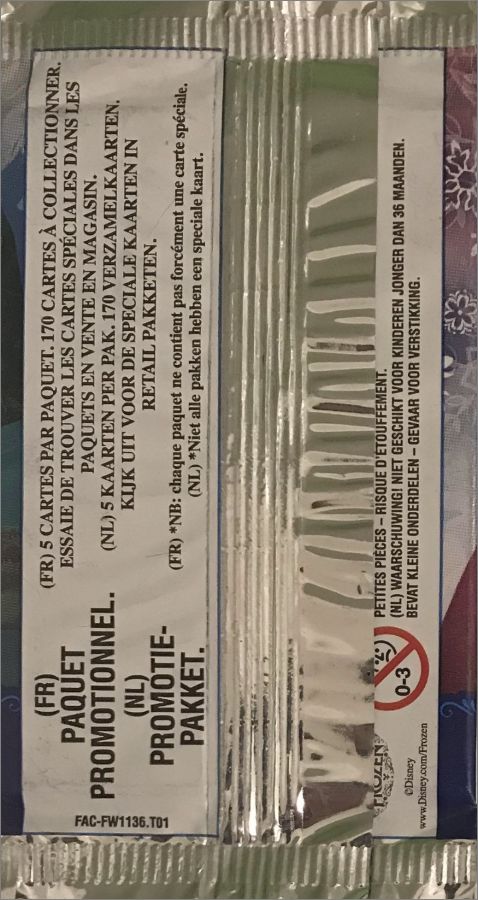 (FR)
PAQUET
PROMOTIONNEL.
(NL)
PROMOTIE-
PAKKET.
FAC-FW1136.T01
(FR) 5 CARTES PAR PAQUET. 170 CARTES À COLLECTIONNER.
ESSAIE DE TROUVER LES CARTES SPÉCIALES DANS LES
PAQUETS EN VENTE EN MAGASIN.
(NL) 5 KAARTEN PER PAK. 170 VERZAMELKAARTEN.
KIJK UIT VOOR DE SPECIALE KAARTEN IN
RETAIL PAKKETEN.
(FR) *NB: chaque paquet ne contient pas forcément une carte spéciale.
(NL) *Niet alle pakken hebben een speciale kaart.
FROZEN
©Disney
www.Disney.com/Frozen
0-3
PETITES PIÈCES – RISQUE D'ÉTOUFFEMENT.
(NL) WAARSCHUWING! NIET GESCHIKT VOOR KINDEREN JONGER DAN 36 MAANDEN.
BEVAT KLEINE ONDERDELEN – GEVAAR VOOR VERSTIKKING.